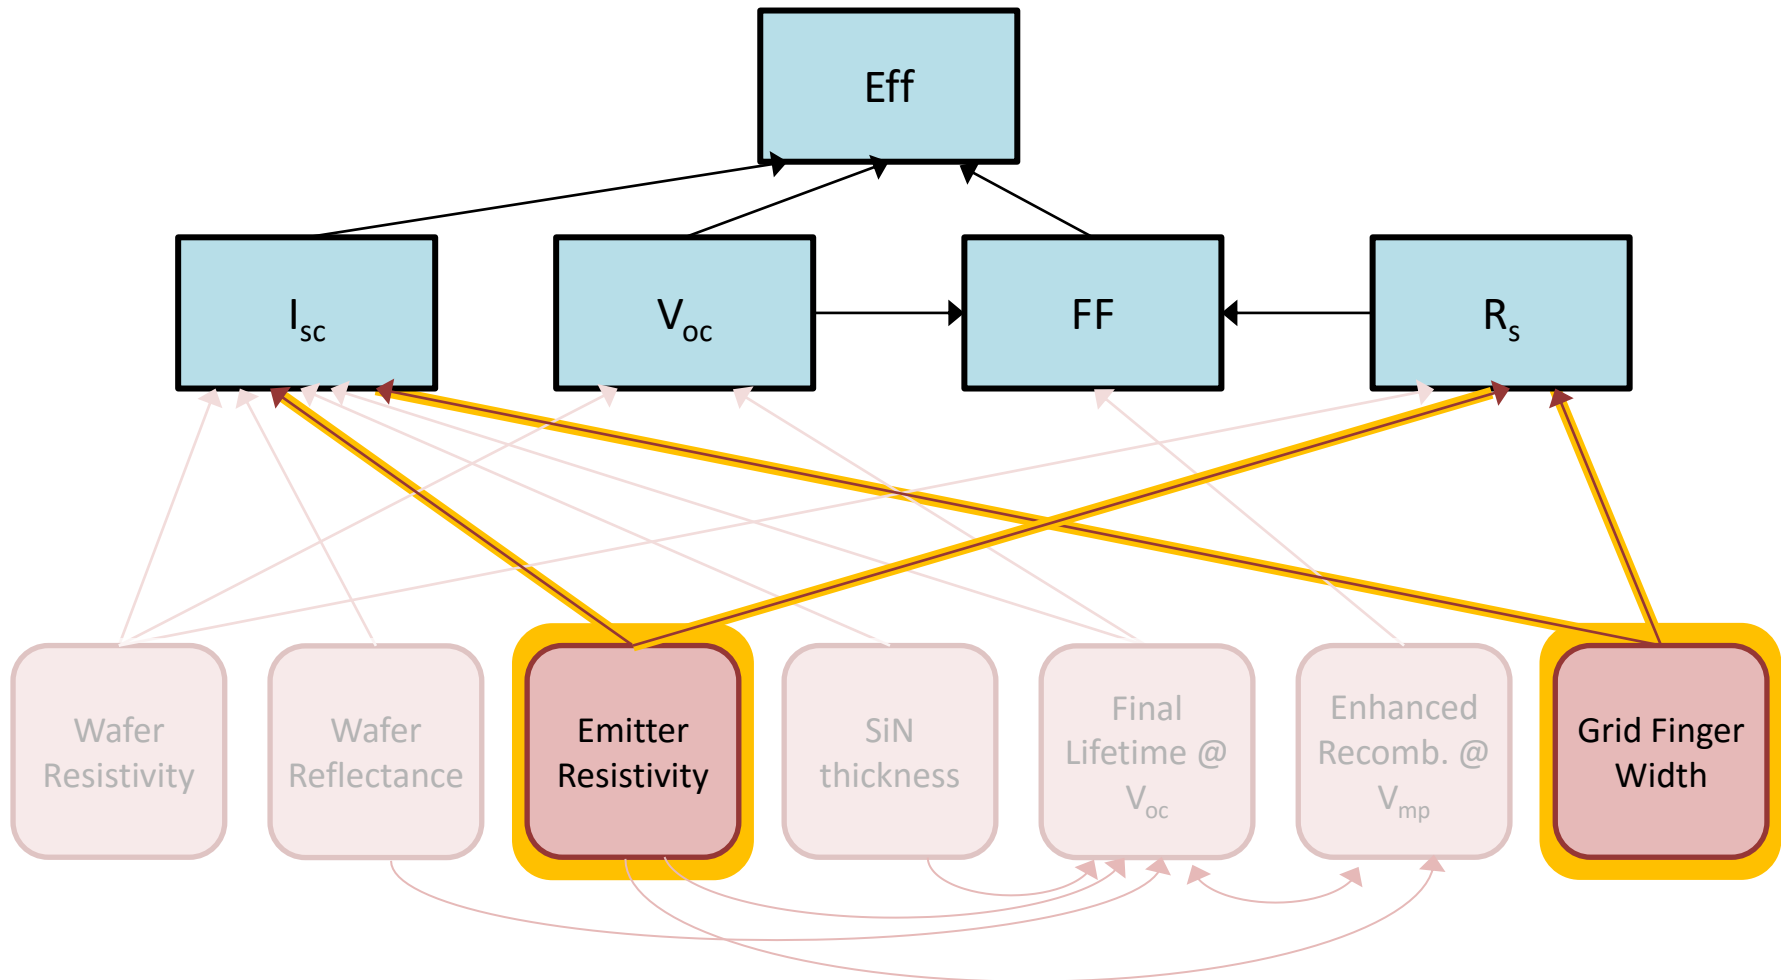 Eff
Isc
Voc
FF
Rs
Wafer
Resistivity
Wafer
Reflectance
Emitter
Resistivity
SiN
thickness
Final
Lifetime @
Voc
Enhanced
Recomb. @
Vmp
Grid Finger
Width